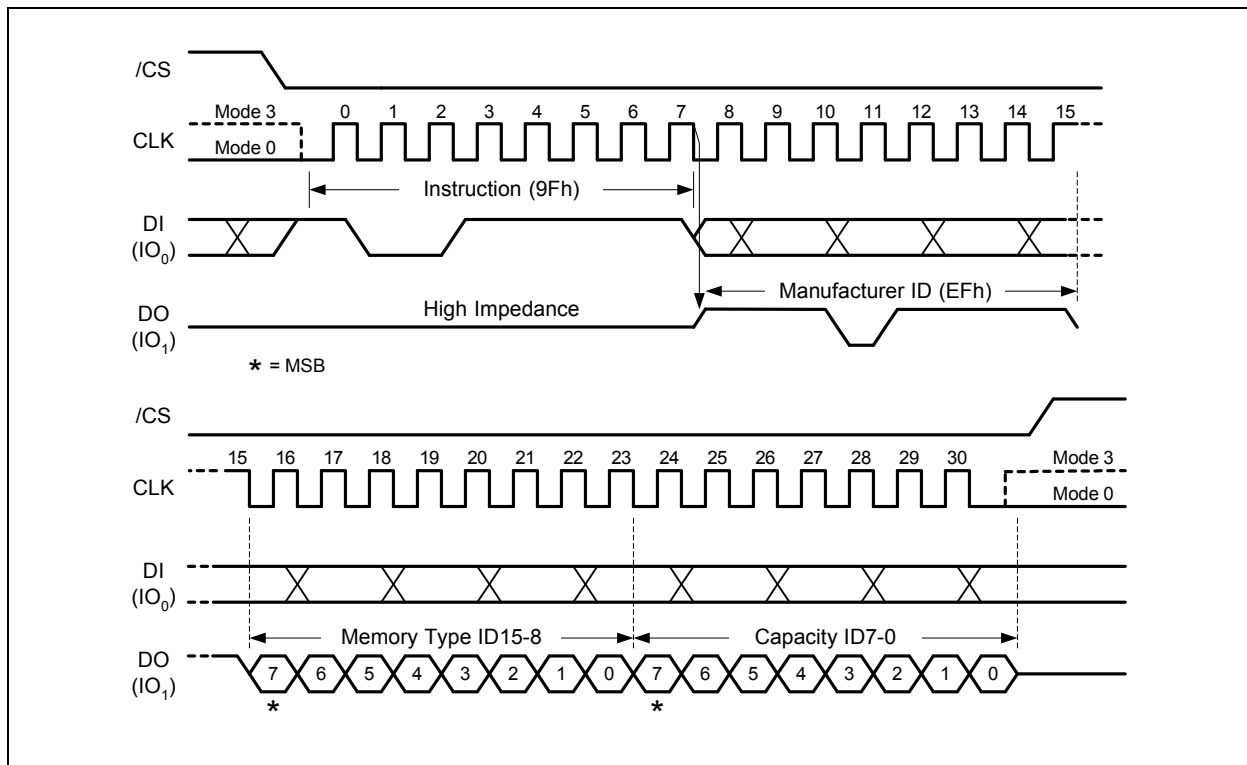 /CS
Mode 3 0 1 2 3 4 5 6 7 8 9 10 11 12 13 14 15
CLK
Mode 0
Instruction (9Fh)
DI
(IO0)
Manufacturer ID (EFh)
High Impedance
DO
(IO1)
* = MSB
/CS
15 16 17 18 19 20 21 22 23 24 25 26 27 28 29 30 Mode 3
CLK
Mode 0
DI
(IO0)
Memory Type ID15-8 Capacity ID7-0
DO
7 6 5 4 3 2 1 0 7 6 5 4 3 2 1 0
(IO1)
* *